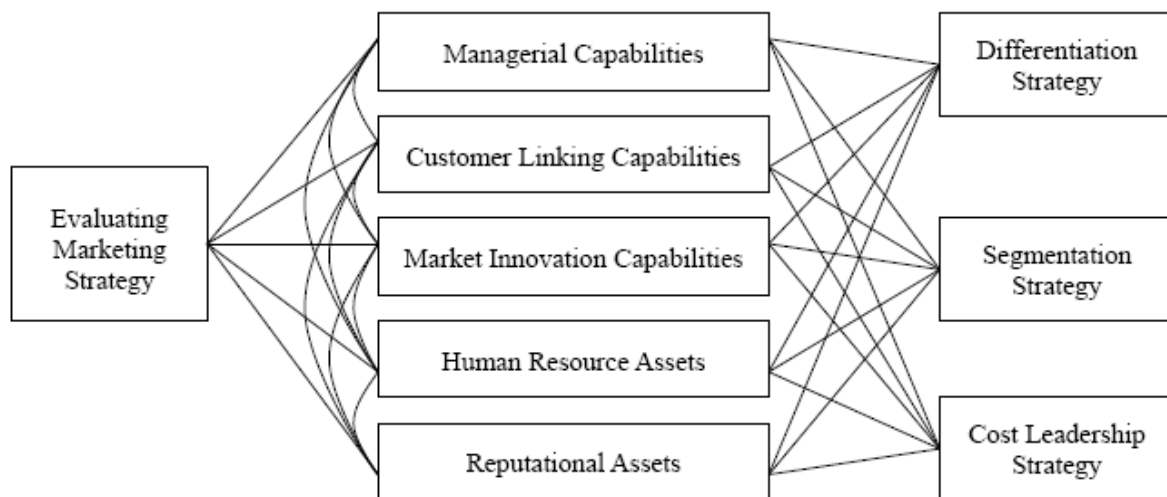 Evaluating
Marketing
Strategy
Managerial Capabilities
Customer Linking Capabilities
Market Innovation Capabilities
Human Resource Assets
Reputational Assets
Differentiation
Strategy
Segmentation
Strategy
Cost Leadership
Strategy